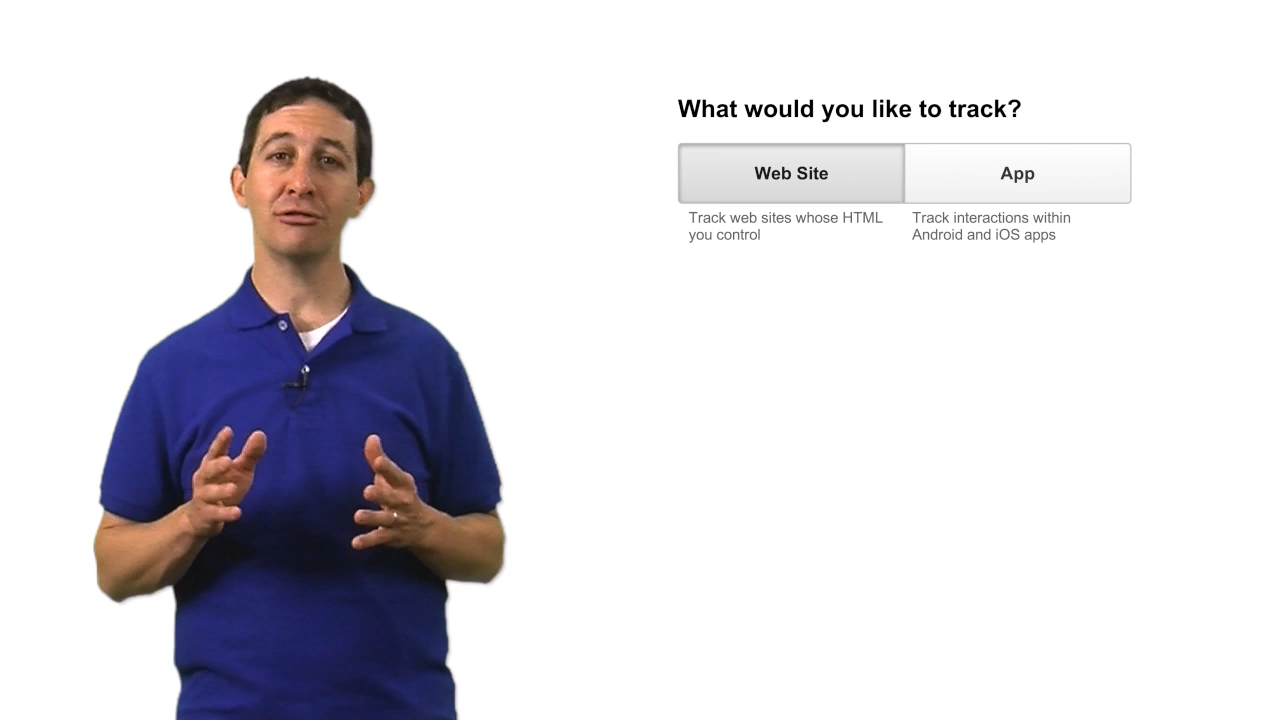 What would you like to track?
Web Site
App
Track web sites whose HTML
you control
Track interactions within
Android and iOS apps